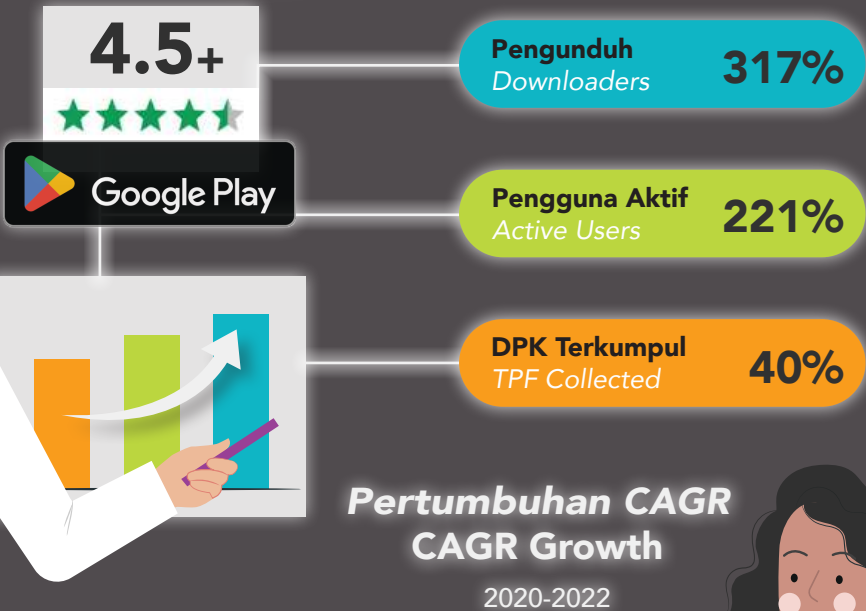 4.5+
Google Play
Pengunduh
Downloaders
317%
Pengguna Aktif
Active Users
221%
DPK Terkumpul
TPF Collected
40%
Pertumbuhan CAGR
CAGR Growth
2020-2022